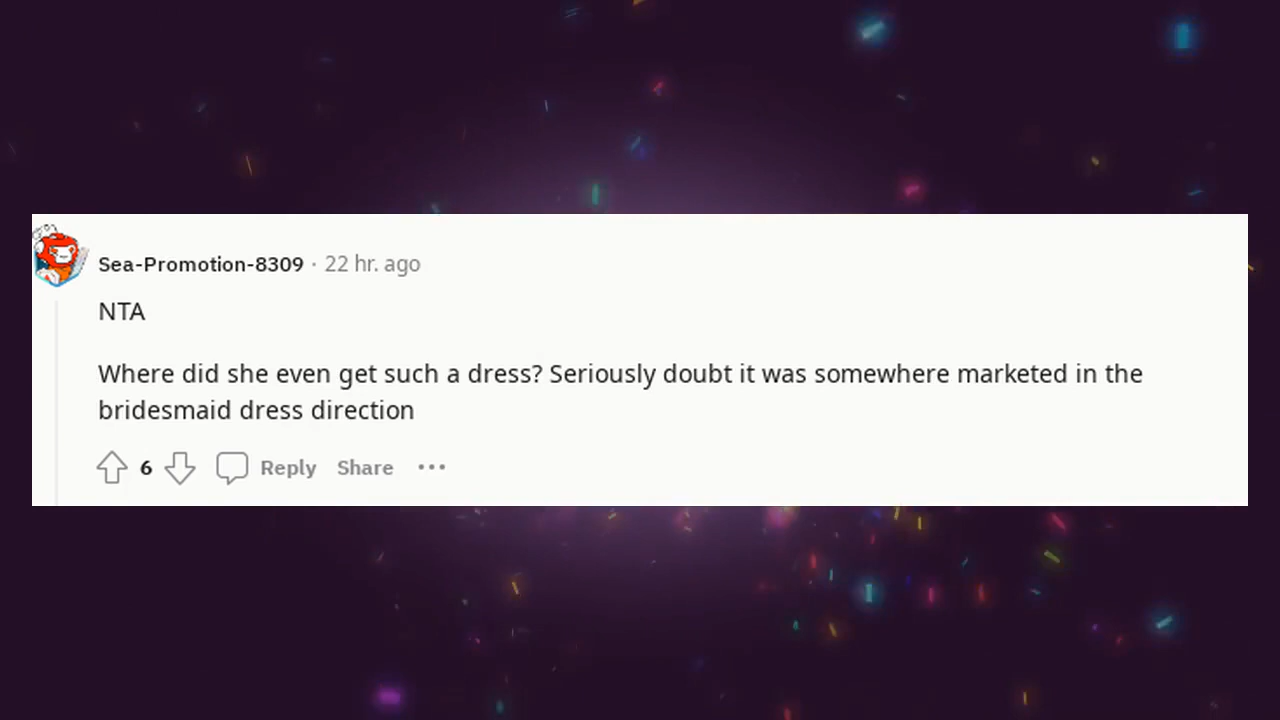 Sea-Promotion-8309 · 22 hr. ago
NTA
Where did she even get such a dress? Seriously doubt it was somewhere marketed in the
bridesmaid dress direction
6 Reply Share •••